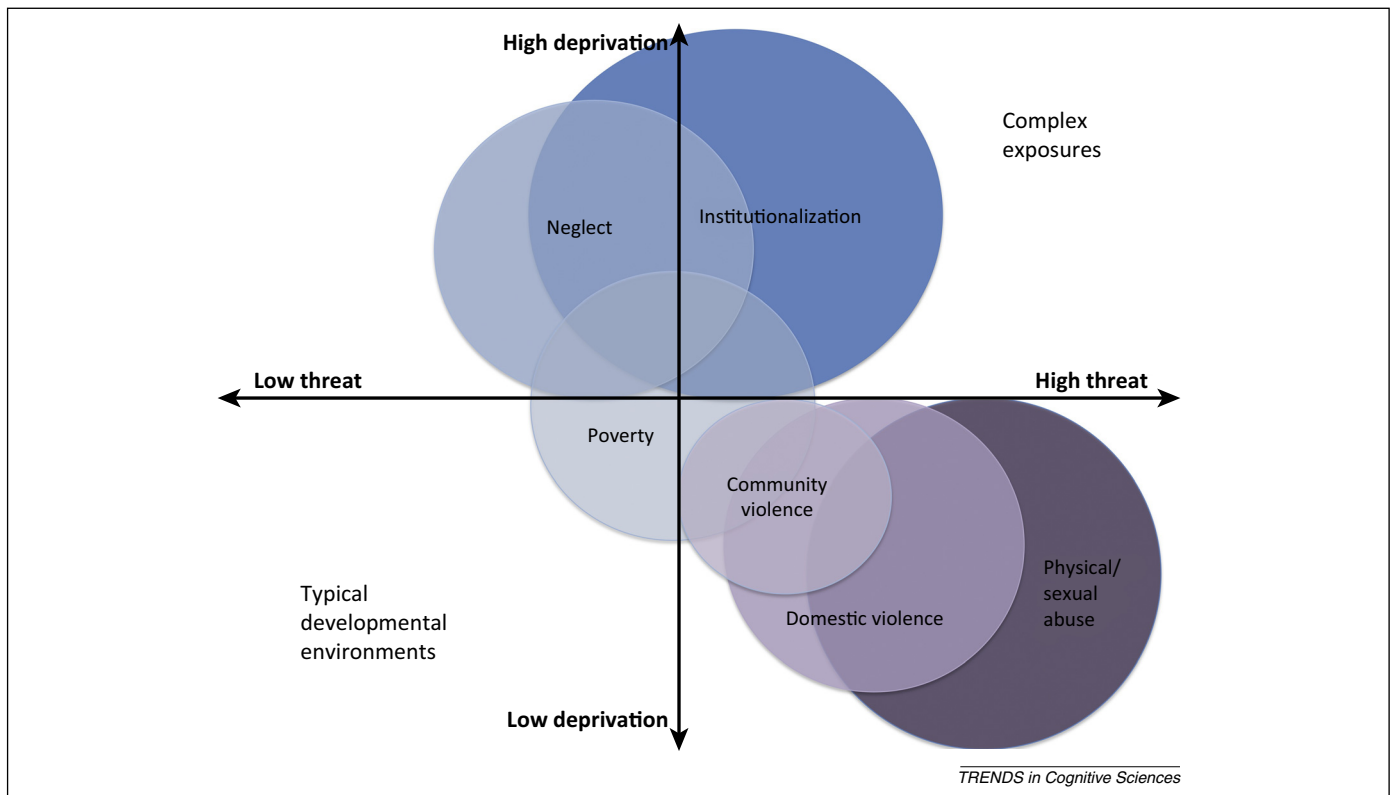 High deprivation
Complex
exposures
Neglect
Institutionalization
Low threat
High threat
Poverty
Community
violence
Typical
developmental
environments
Physical/
sexual
abuse
Domestic violence
Low deprivation
TRENDS in Cognitive Sciences